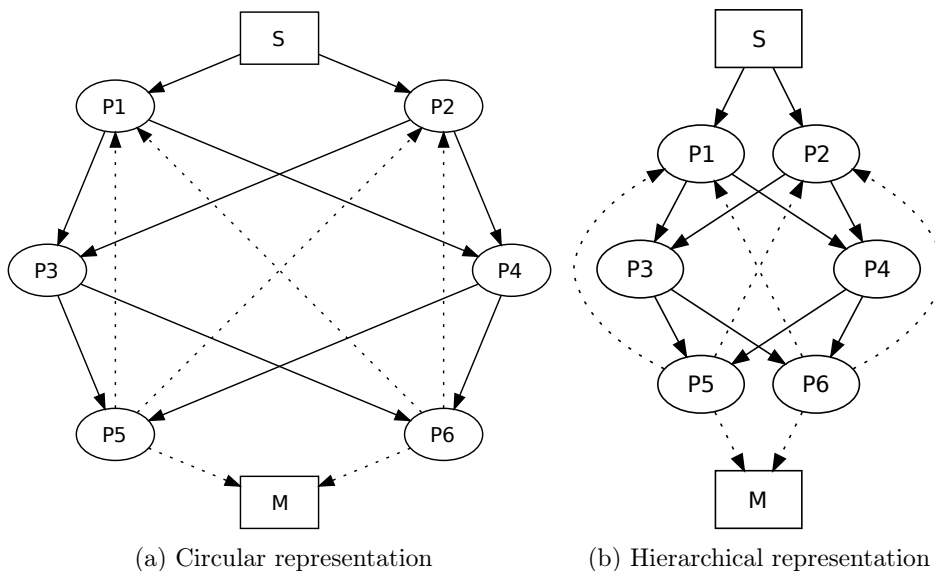 S
P1
P2
P3
P4
P5
P6
M
(a) Circular representation
S
P1
P2
P3
P4
P5
P6
M
(b) Hierarchical representation